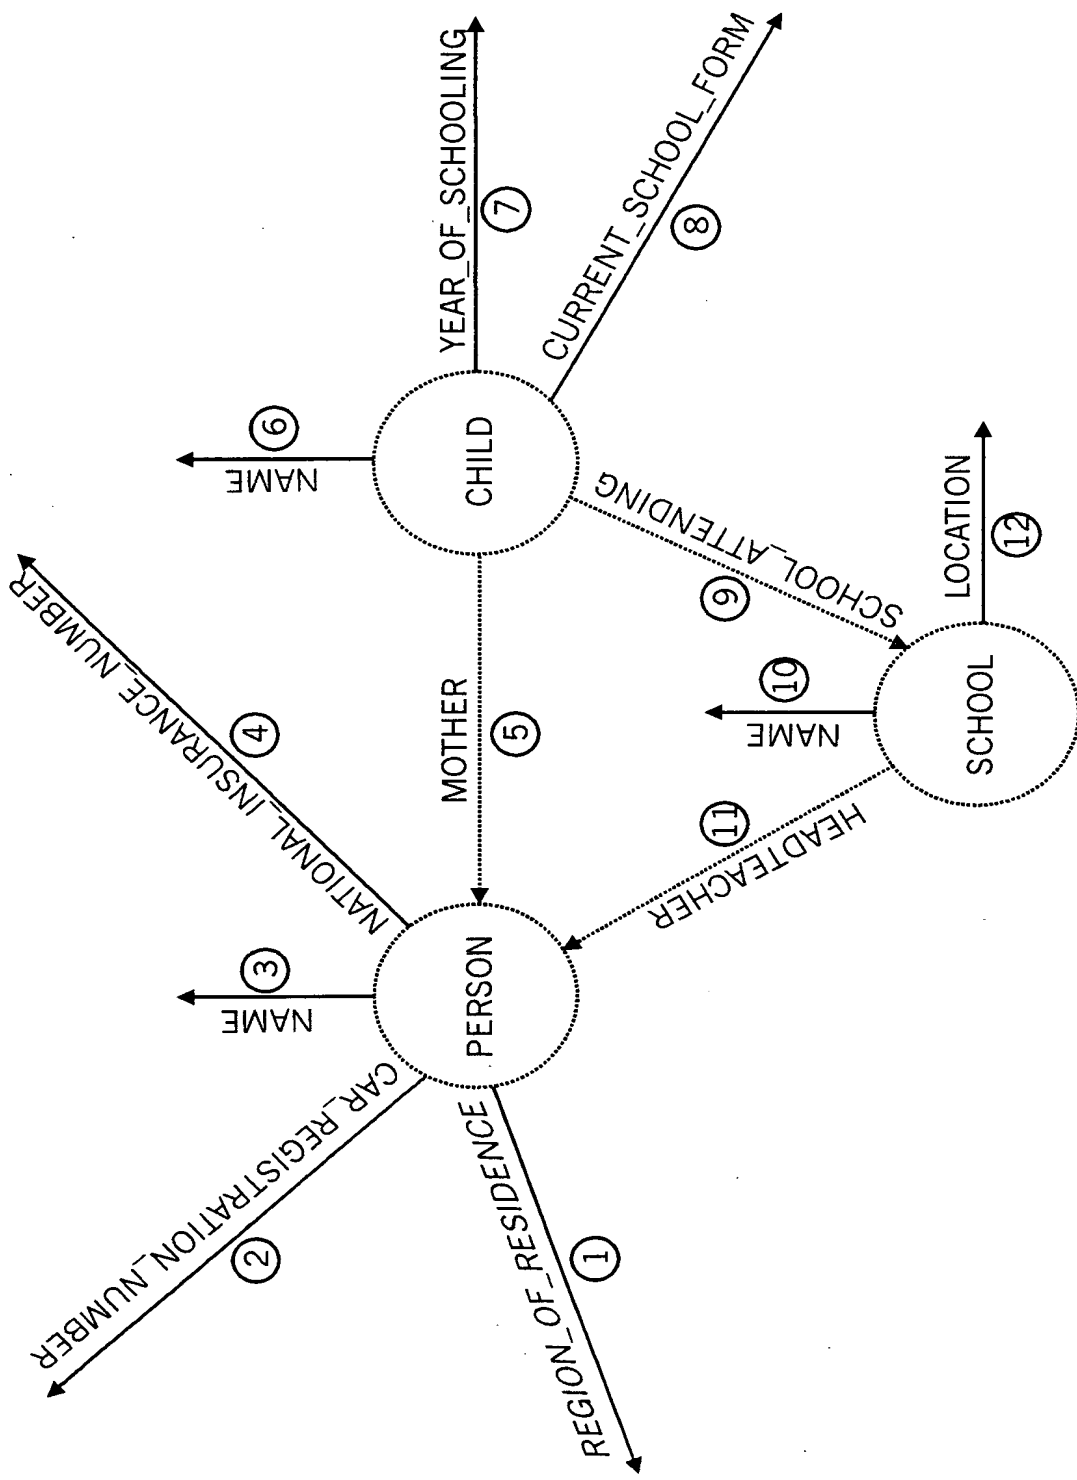 CAR_REGISTRATION_NUMBER
2
NAME
3
NATIONAL_INSURANCE_NUMBER
4
REGION_OF_RESIDENCE
1
PERSON
MOTHER
5
NAME
6
CHILD
YEAR_OF_SCHOOLING
7
CURRENT_SCHOOL_FORM
8
SCHOOL_ATTENDING
9
HEADTEACHER
11
NAME
10
SCHOOL
LOCATION
12